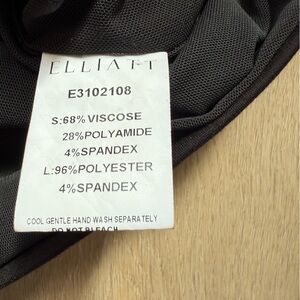 ELLIATT
E3102108
S:68%VISCOSE
28%POLYAMIDE
4%SPANDEX
L:96%POLYESTER
4%SPANDEX
COOL GENTLE HAND WASH SEPARATELY
DO NOT BLEACH